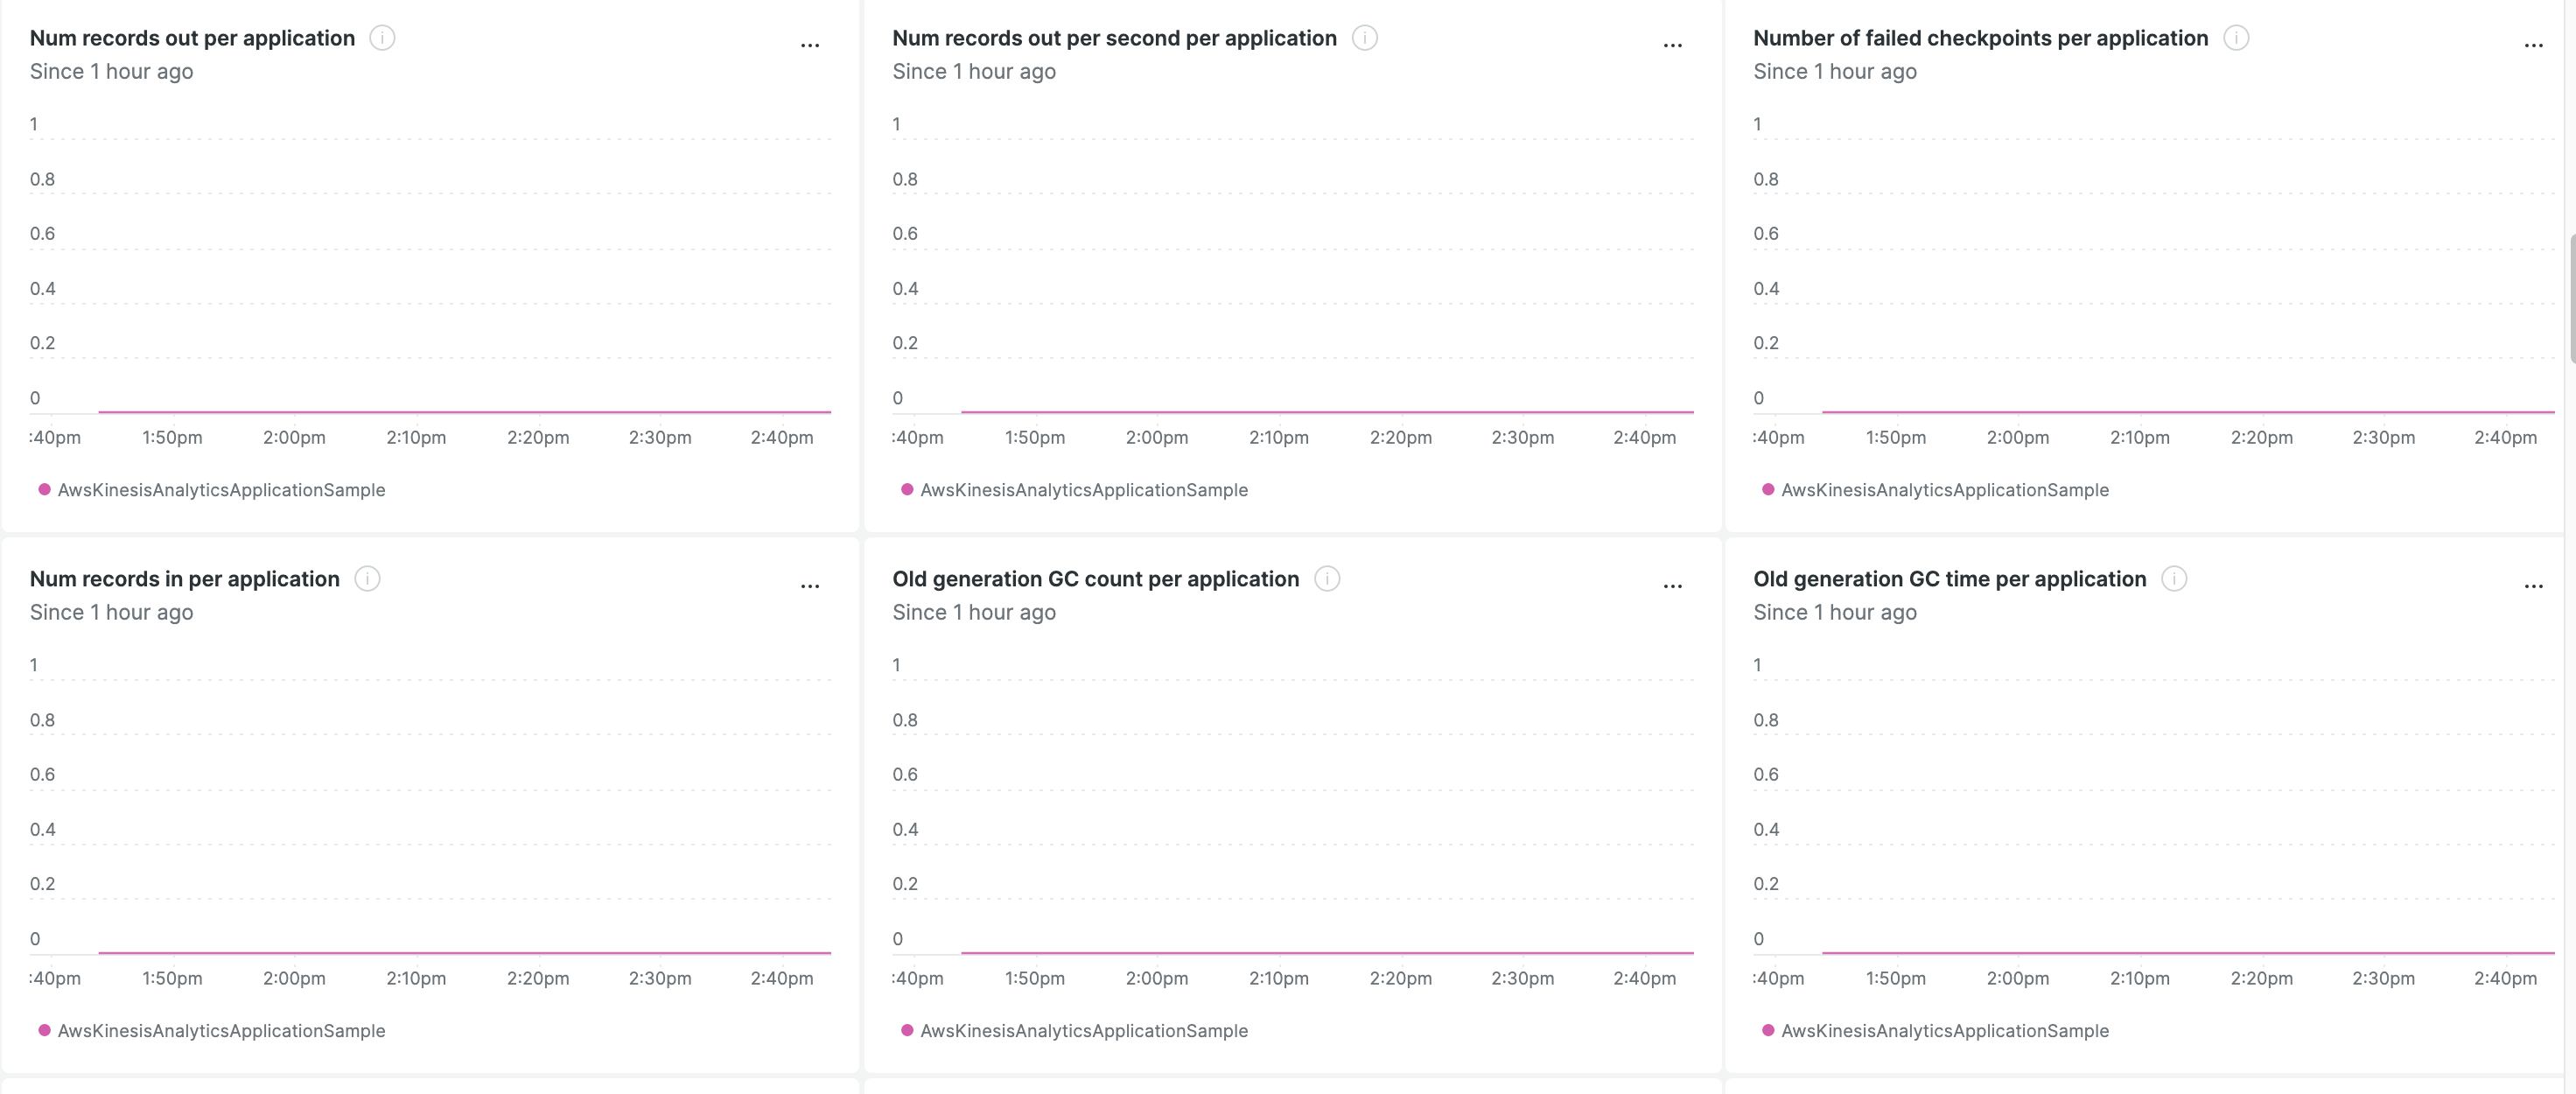 Num records out per application
Since 1 hour ago
1
0.8
0.6
0.4
0.2
0
:40pm 1:50pm 2:00pm 2:10pm 2:20pm 2:30pm 2:40pm
AwsKinesisAnalyticsApplicationSample
Num records out per second per application
Since 1 hour ago
1
0.8
0.6
0.4
0.2
0
:40pm 1:50pm 2:00pm 2:10pm 2:20pm 2:30pm 2:40pm
AwsKinesisAnalyticsApplicationSample
Number of failed checkpoints per application
Since 1 hour ago
1
0.8
0.6
0.4
0.2
0
:40pm 1:50pm 2:00pm 2:10pm 2:20pm 2:30pm 2:40pm
AwsKinesisAnalyticsApplicationSample
Num records in per application
Since 1 hour ago
1
0.8
0.6
0.4
0.2
0
:40pm 1:50pm 2:00pm 2:10pm 2:20pm 2:30pm 2:40pm
AwsKinesisAnalyticsApplicationSample
Old generation GC count per application
Since 1 hour ago
1
0.8
0.6
0.4
0.2
0
:40pm 1:50pm 2:00pm 2:10pm 2:20pm 2:30pm 2:40pm
AwsKinesisAnalyticsApplicationSample
Old generation GC time per application
Since 1 hour ago
1
0.8
0.6
0.4
0.2
0
:40pm 1:50pm 2:00pm 2:10pm 2:20pm 2:30pm 2:40pm
AwsKinesisAnalyticsApplicationSample